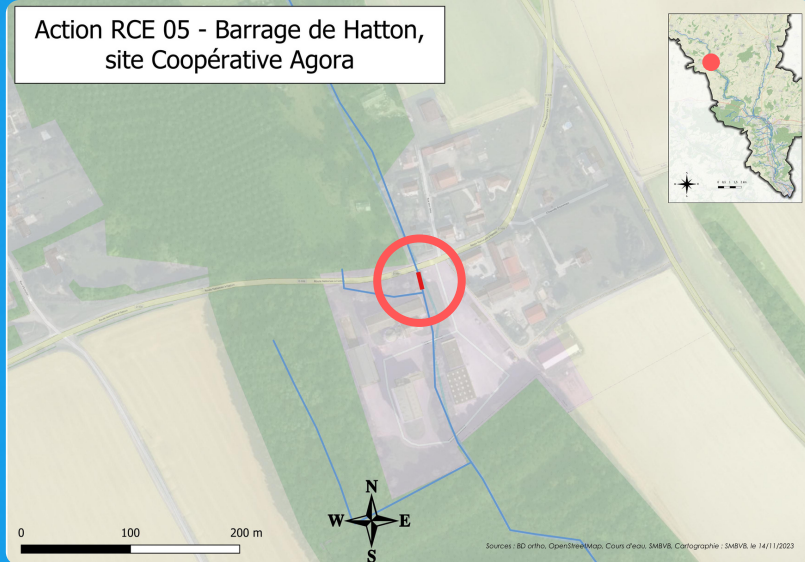 Action RCE 05 - Barrage de Hatton,
site Coopérative Agora
N
W E
S
0 100 200 m
Sources : BD ortho, OpenStreetMap, Cours d'eau, SMBVB, Cartographie : SMBVB, le 14/11/2023